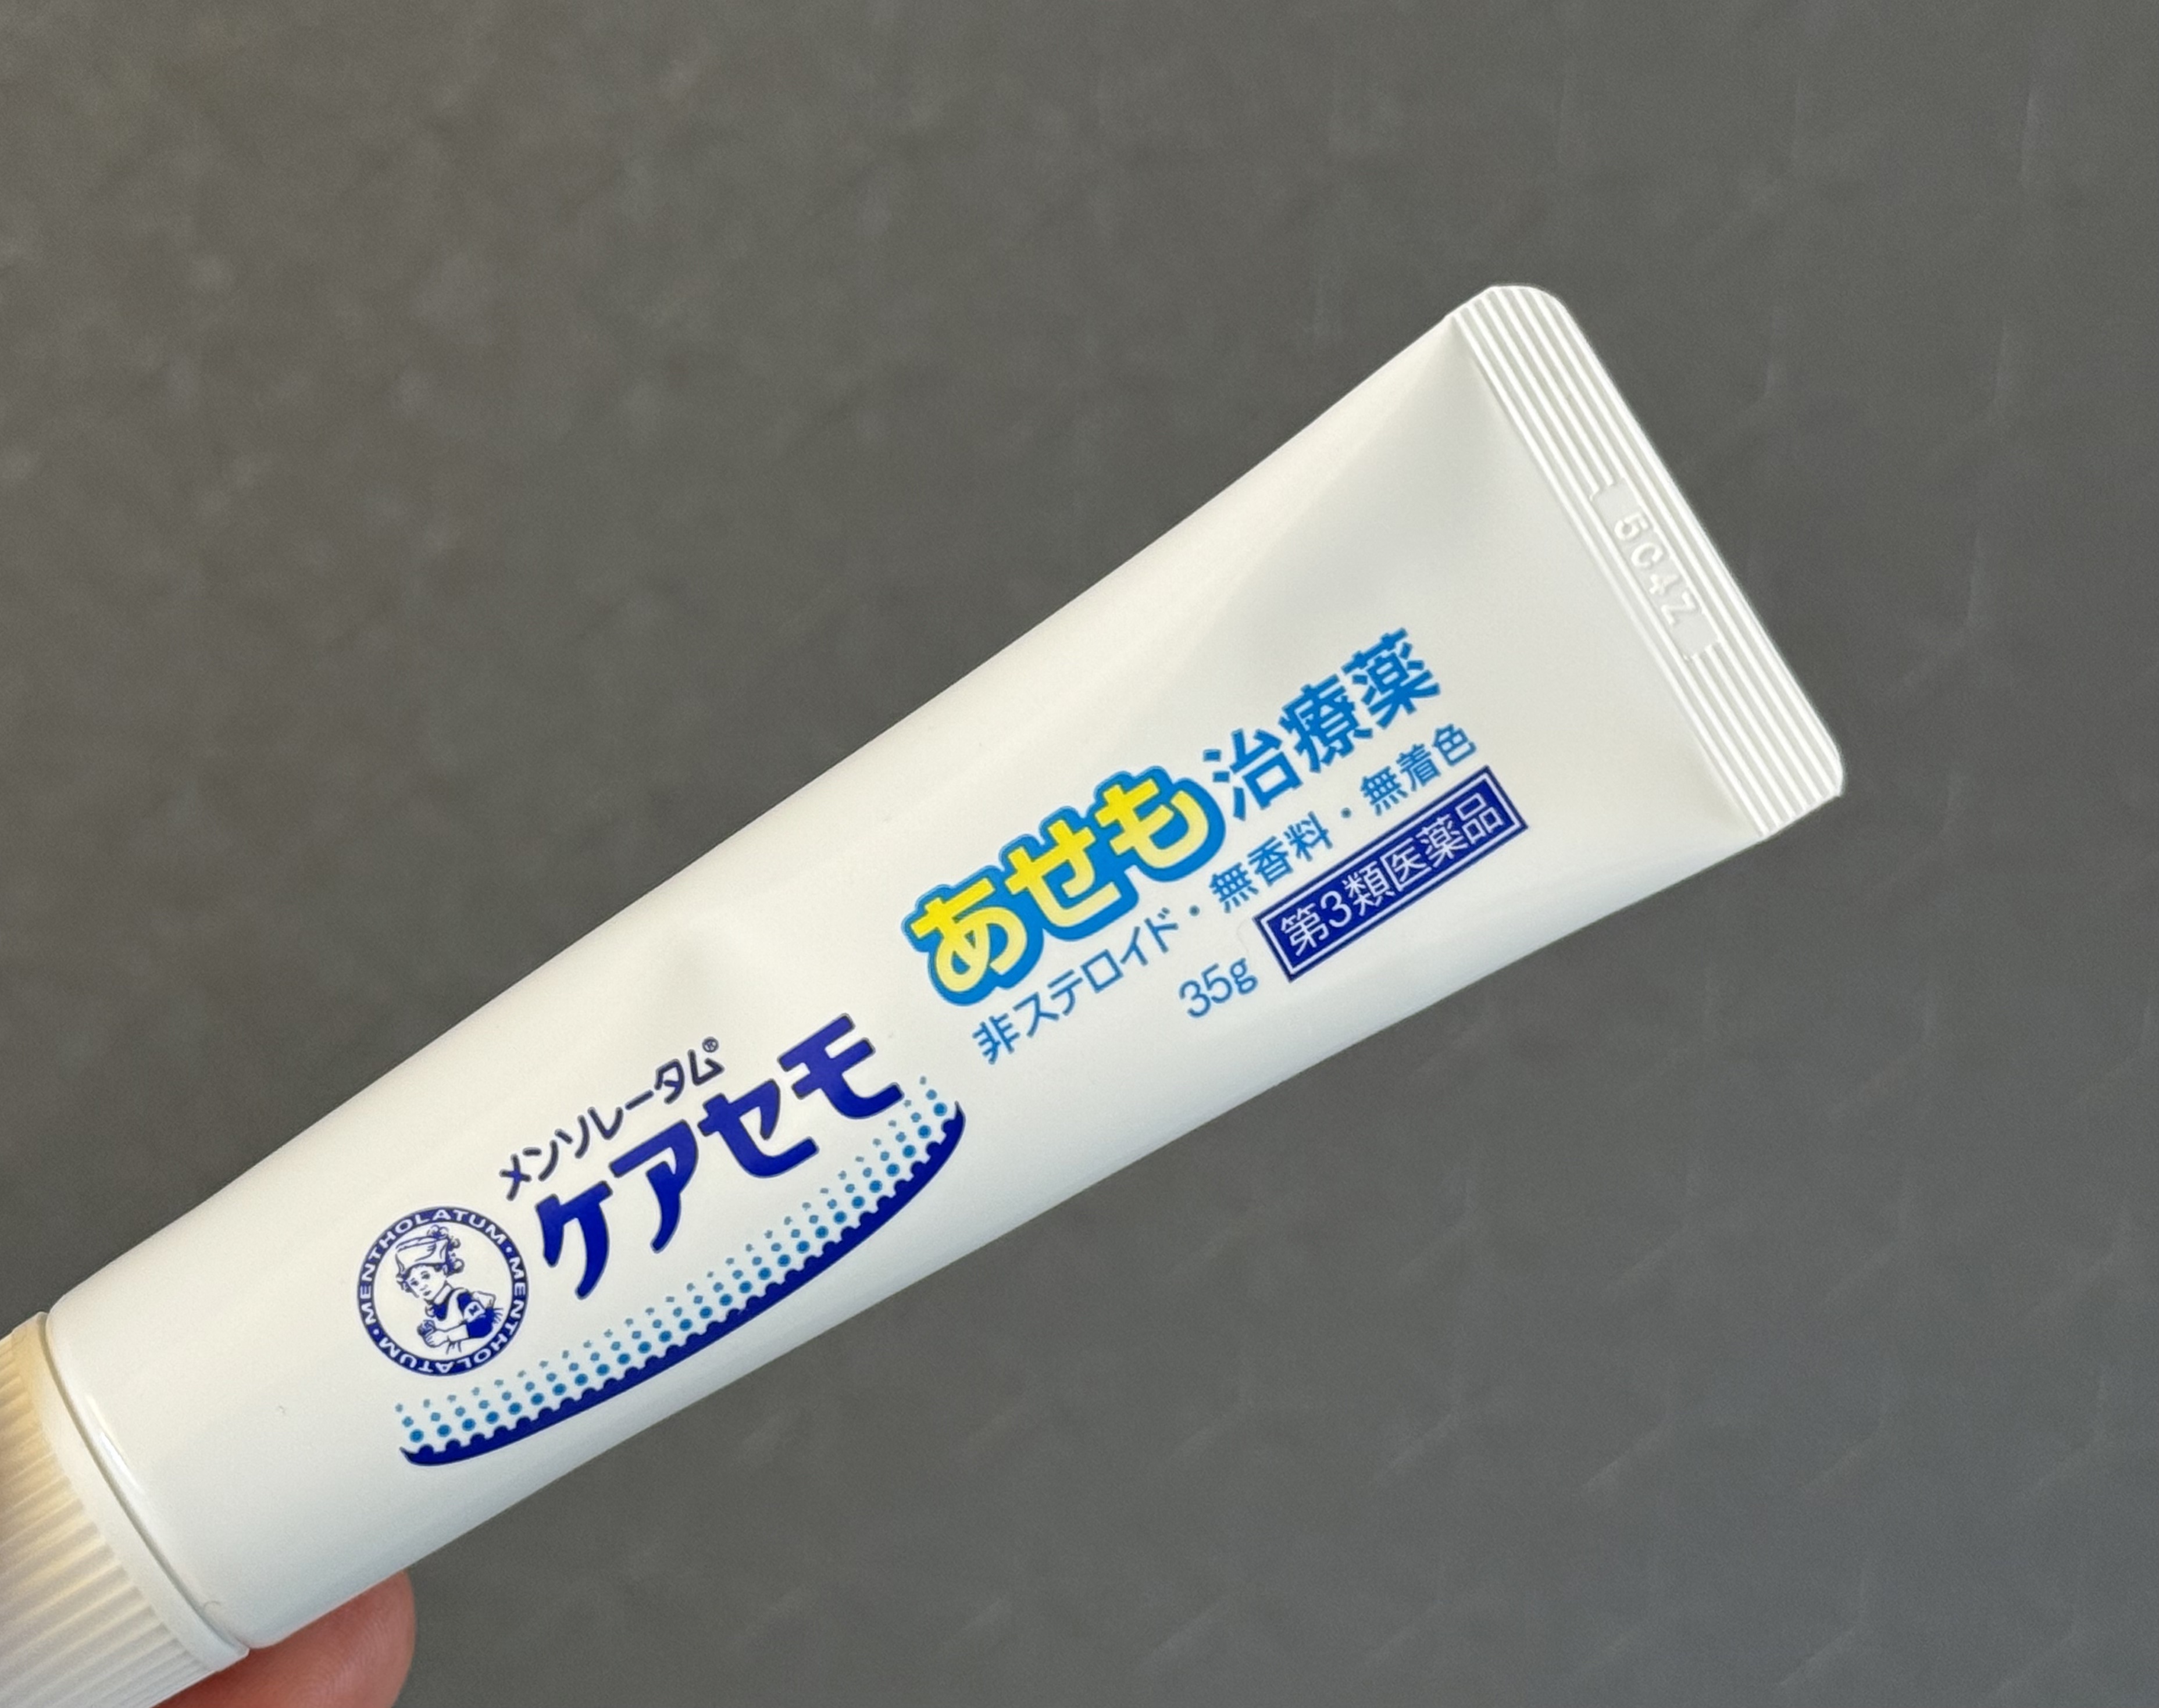 メンソレータム®
ケアセモ
MENTHOLATUM・MENTHOLATUM・
あせも治療薬
非ステロイド・無香料・無着色
35g 第3類医薬品
5C4Z